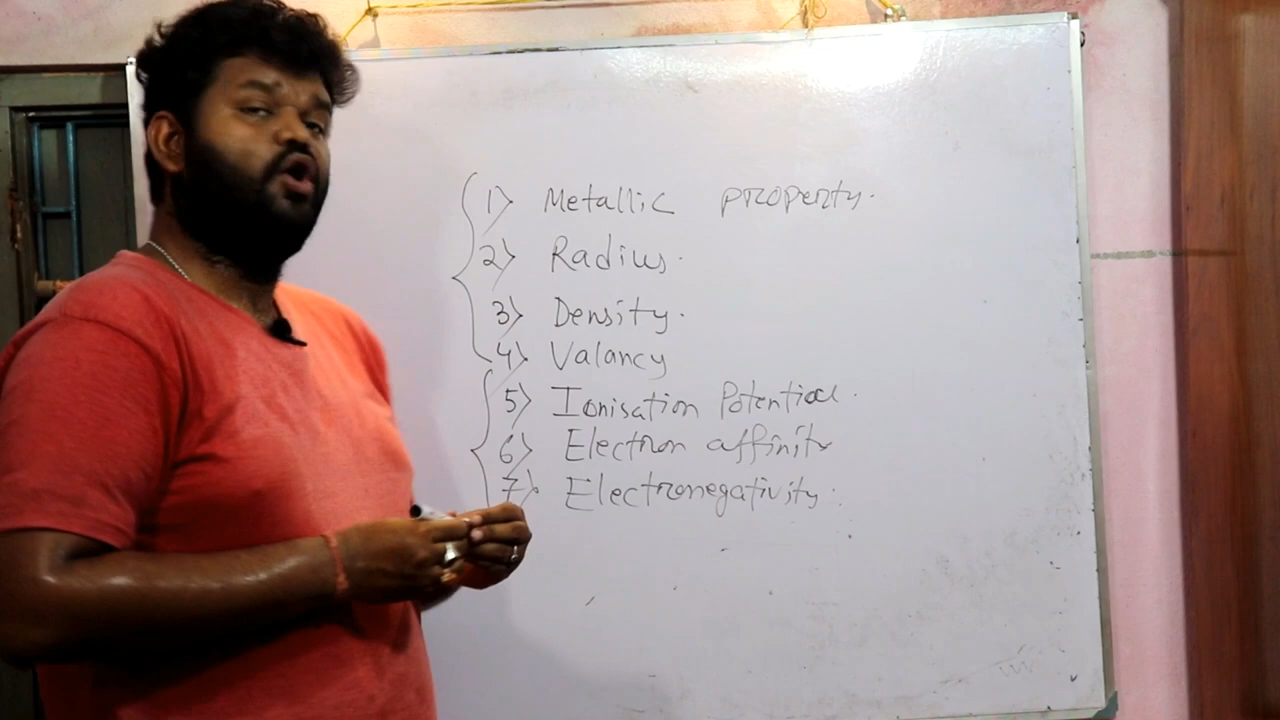 1) Metallic property.
2) Radius.
3) Density.
4) Valancy
5) Ionisation Potential.
6) Electron affinity
7) Electronegativity.